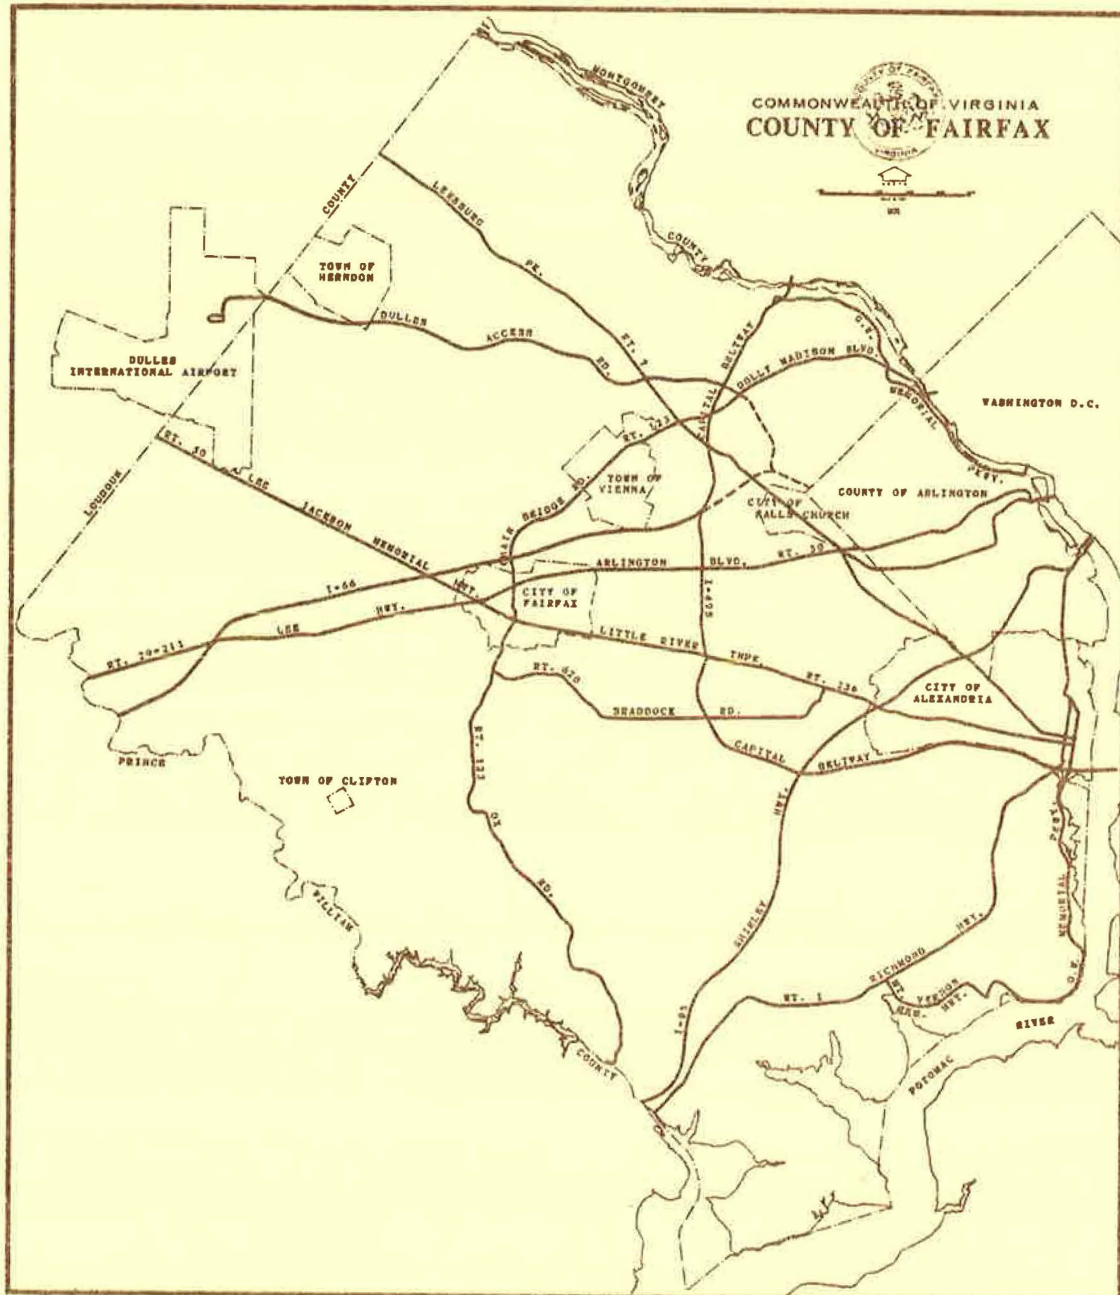 COMMONWEALTH OF VIRGINIA
COUNTY OF FAIRFAX
COUNTY OF FAIRFAX
VIRGINIA
MONTGOMERY
COUNTY
LOUDOUN
COUNTY
LEESBURG
PK.
RT. 7
TOWN OF
HERNDON
DULLES
ACCESS
RD.
DULLES
INTERNATIONAL AIRPORT
CAPITAL
BELTWAY
DOLLY MADISON BLVD.
RT. 123
G.W.
MEMORIAL
PKWY.
WASHINGTON D.C.
RT. 50
LEE
JACKSON
MEMORIAL
HWY.
TOWN OF
VIENNA
CHAIN BRIDGE RD.
CITY OF
FALLS CHURCH
COUNTY OF ARLINGTON
ARLINGTON
BLVD.
RT. 50
I-66
I-495
CITY OF
FAIRFAX
RT. 29-211
LEE
HWY.
LITTLE RIVER
TNPK.
RT. 236
RT. 620
BRADDOCK
RD.
CITY OF
ALEXANDRIA
CAPITAL
BELTWAY
PRINCE
WILLIAM
COUNTY
TOWN OF CLIFTON
RT. 123
OX
RD.
SHIRLEY
HWY.
I-95
RICHMOND
HWY.
RT. 1
MT.
VERNON
MEM.
HWY.
G.W.
MEMORIAL
PKWY.
POTOMAC
RIVER